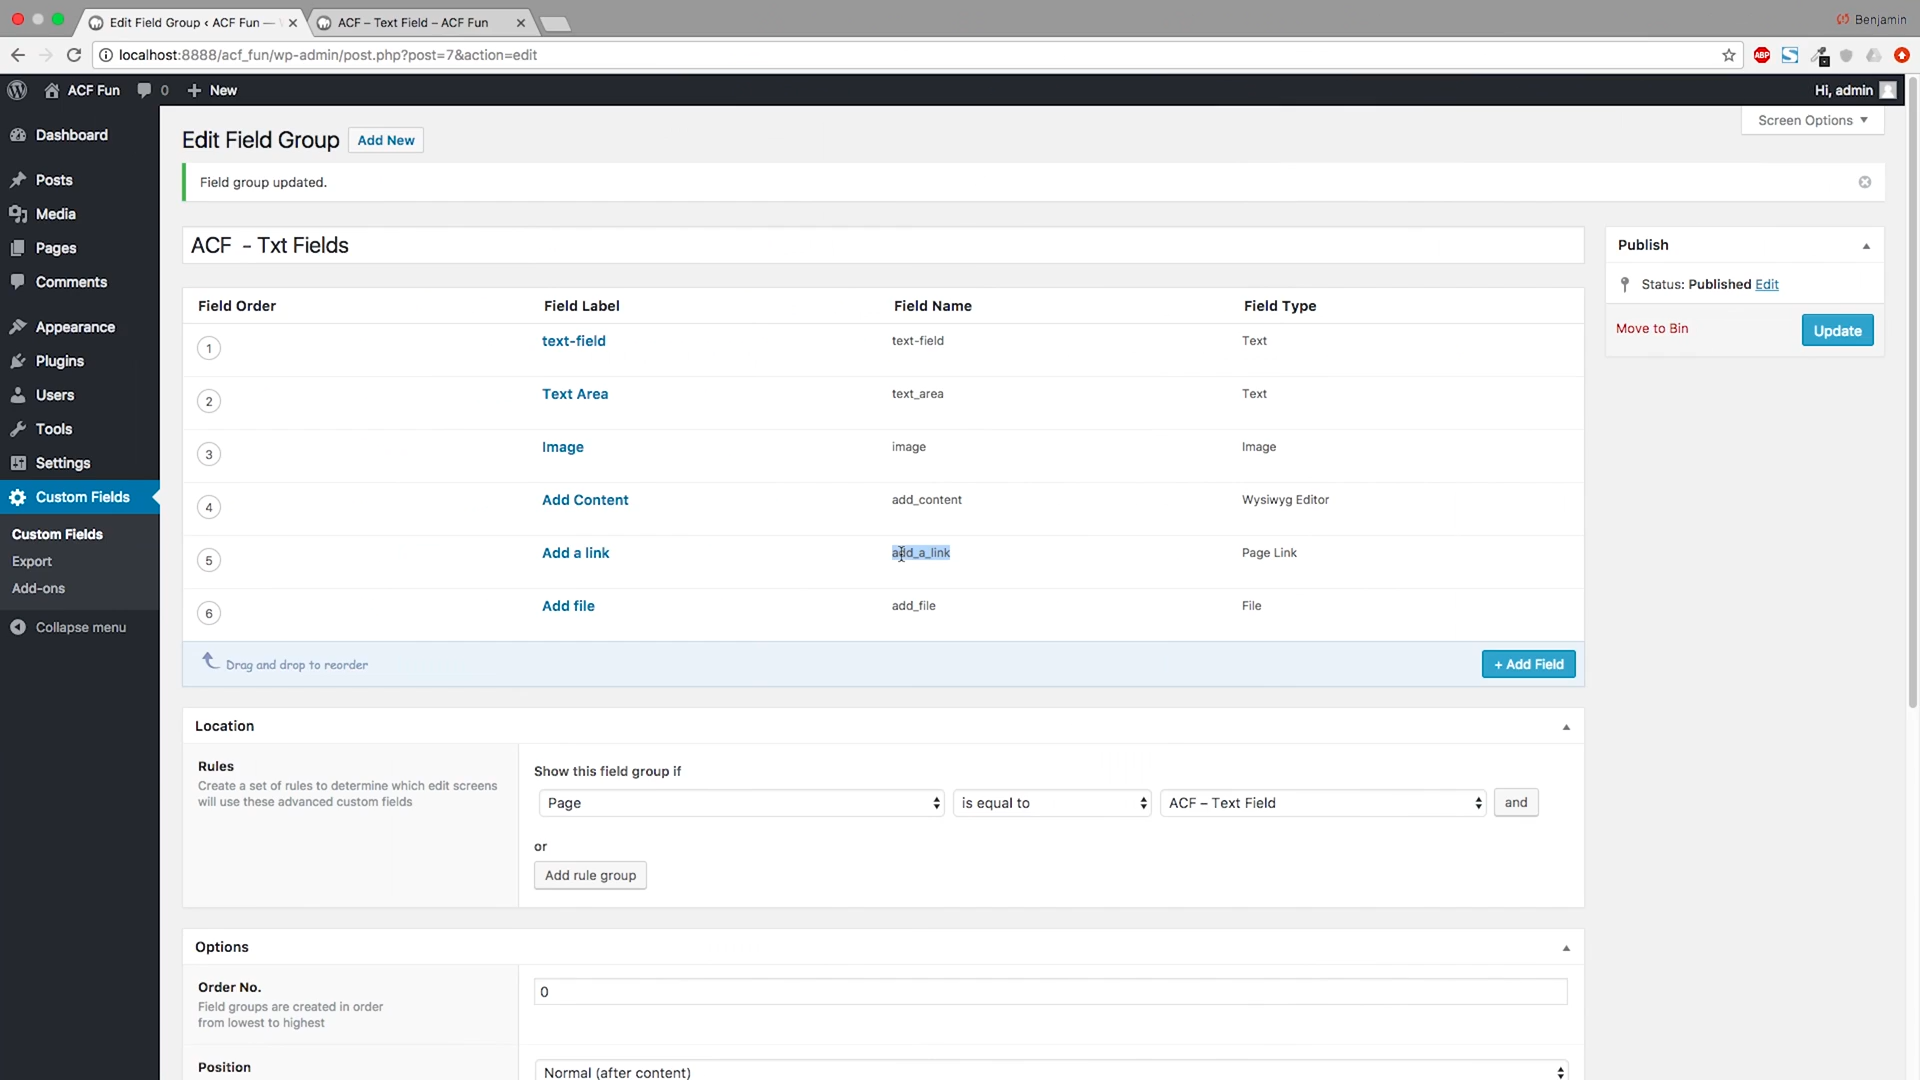 Edit Field Group ‹ ACF Fun —
ACF – Text Field – ACF Fun
Benjamin
localhost:8888/acf_fun/wp-admin/post.php?post=7&action=edit
ABP
ACF Fun
0
New
Hi, admin
Dashboard
Posts
Media
Pages
Comments
Appearance
Plugins
Users
Tools
Settings
Custom Fields
Custom Fields
Export
Add-ons
Collapse menu
Screen Options
Edit Field Group
Add New
Field group updated.
ACF  - Txt Fields
Field Order
Field Label
Field Name
Field Type
1
text-field
text-field
Text
2
Text Area
text_area
Text
3
Image
image
Image
4
Add Content
add_content
Wysiwyg Editor
5
Add a link
add_a_link
Page Link
6
Add file
add_file
File
Drag and drop to reorder
+ Add Field
Publish
Status: Published Edit
Move to Bin
Update
Location
Rules
Create a set of rules to determine which edit screens
will use these advanced custom fields
Show this field group if
Page
is equal to
ACF – Text Field
and
or
Add rule group
Options
Order No.
Field groups are created in order
from lowest to highest
0
Position
Normal (after content)